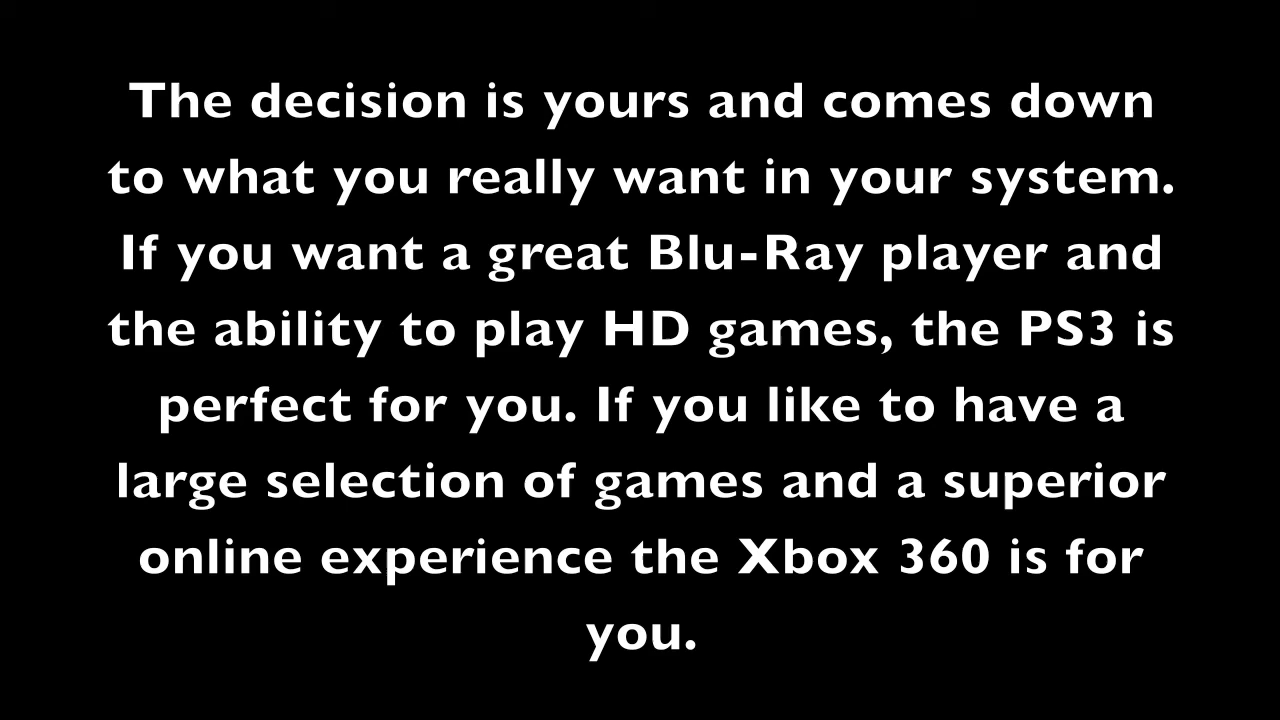 The decision is yours and comes down
to what you really want in your system.
If you want a great Blu-Ray player and
the ability to play HD games, the PS3 is
perfect for you. If you like to have a
large selection of games and a superior
online experience the Xbox 360 is for
you.